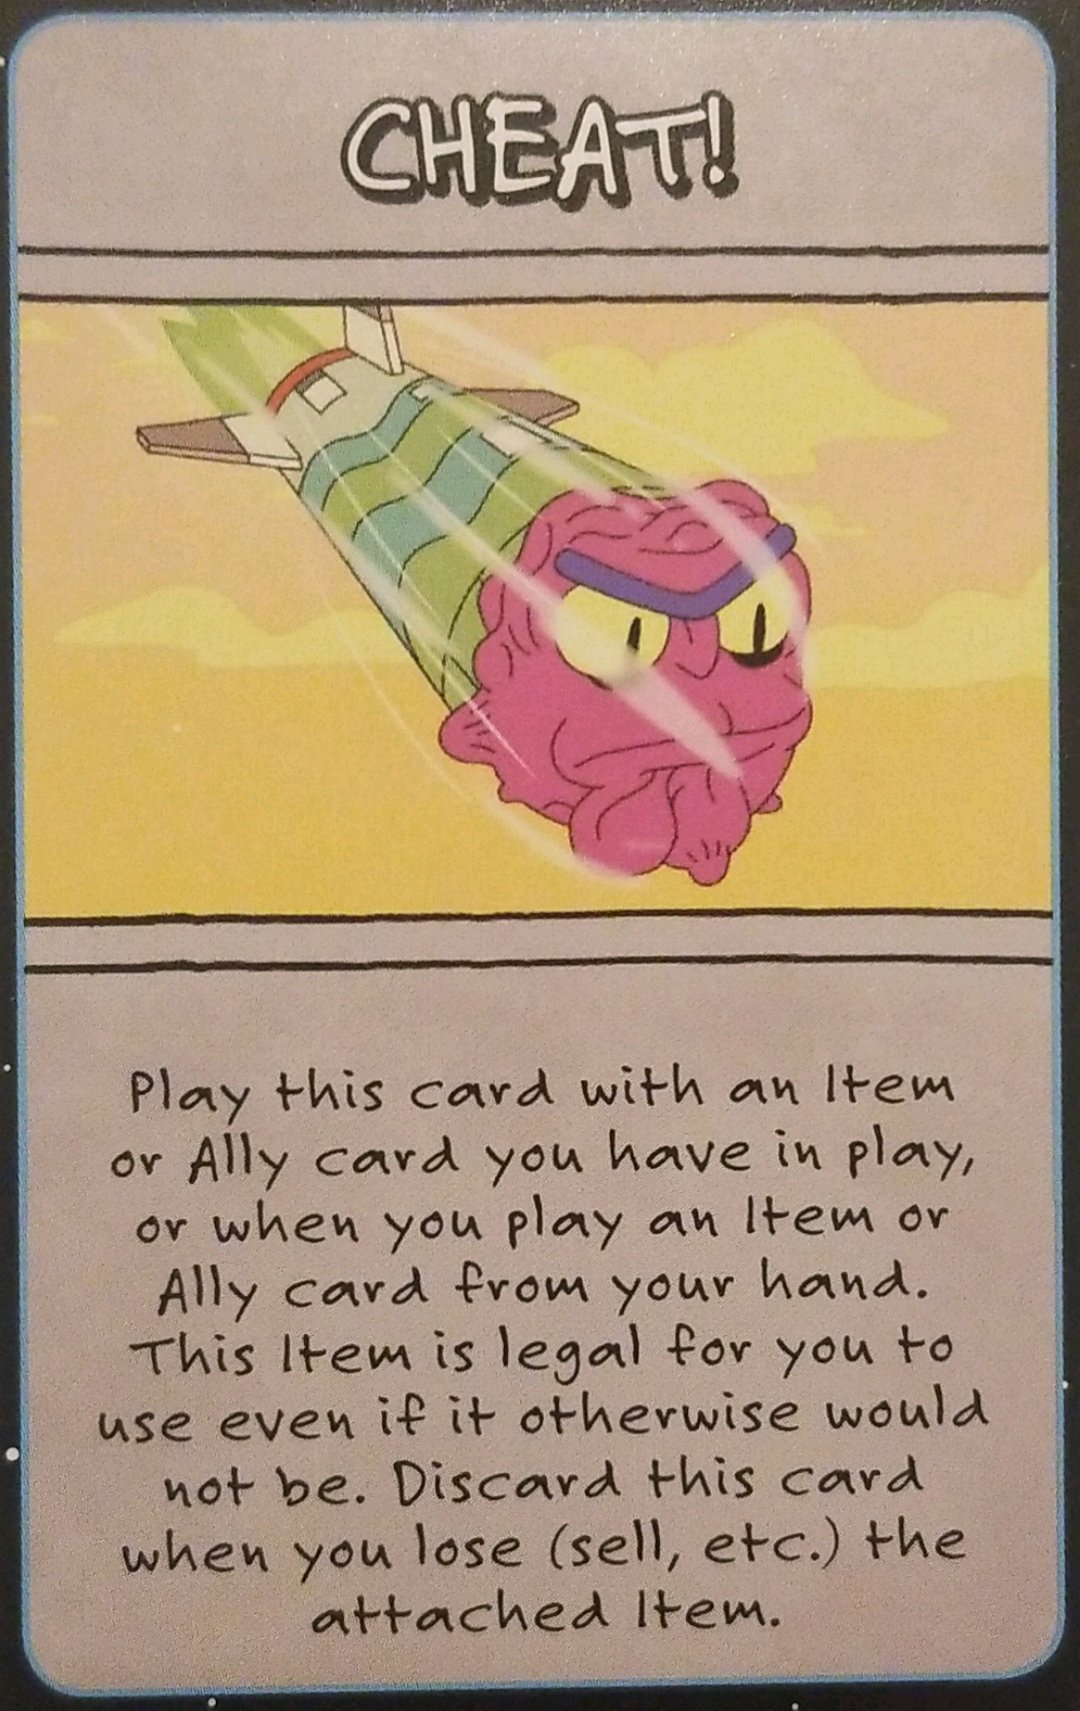 CHEAT!
Play this card with an Item
or Ally card you have in play,
or when you play an Item or
Ally card from your hand.
This Item is legal for you to
use even if it otherwise would
not be. Discard this card
when you lose (sell, etc.) the
attached Item.